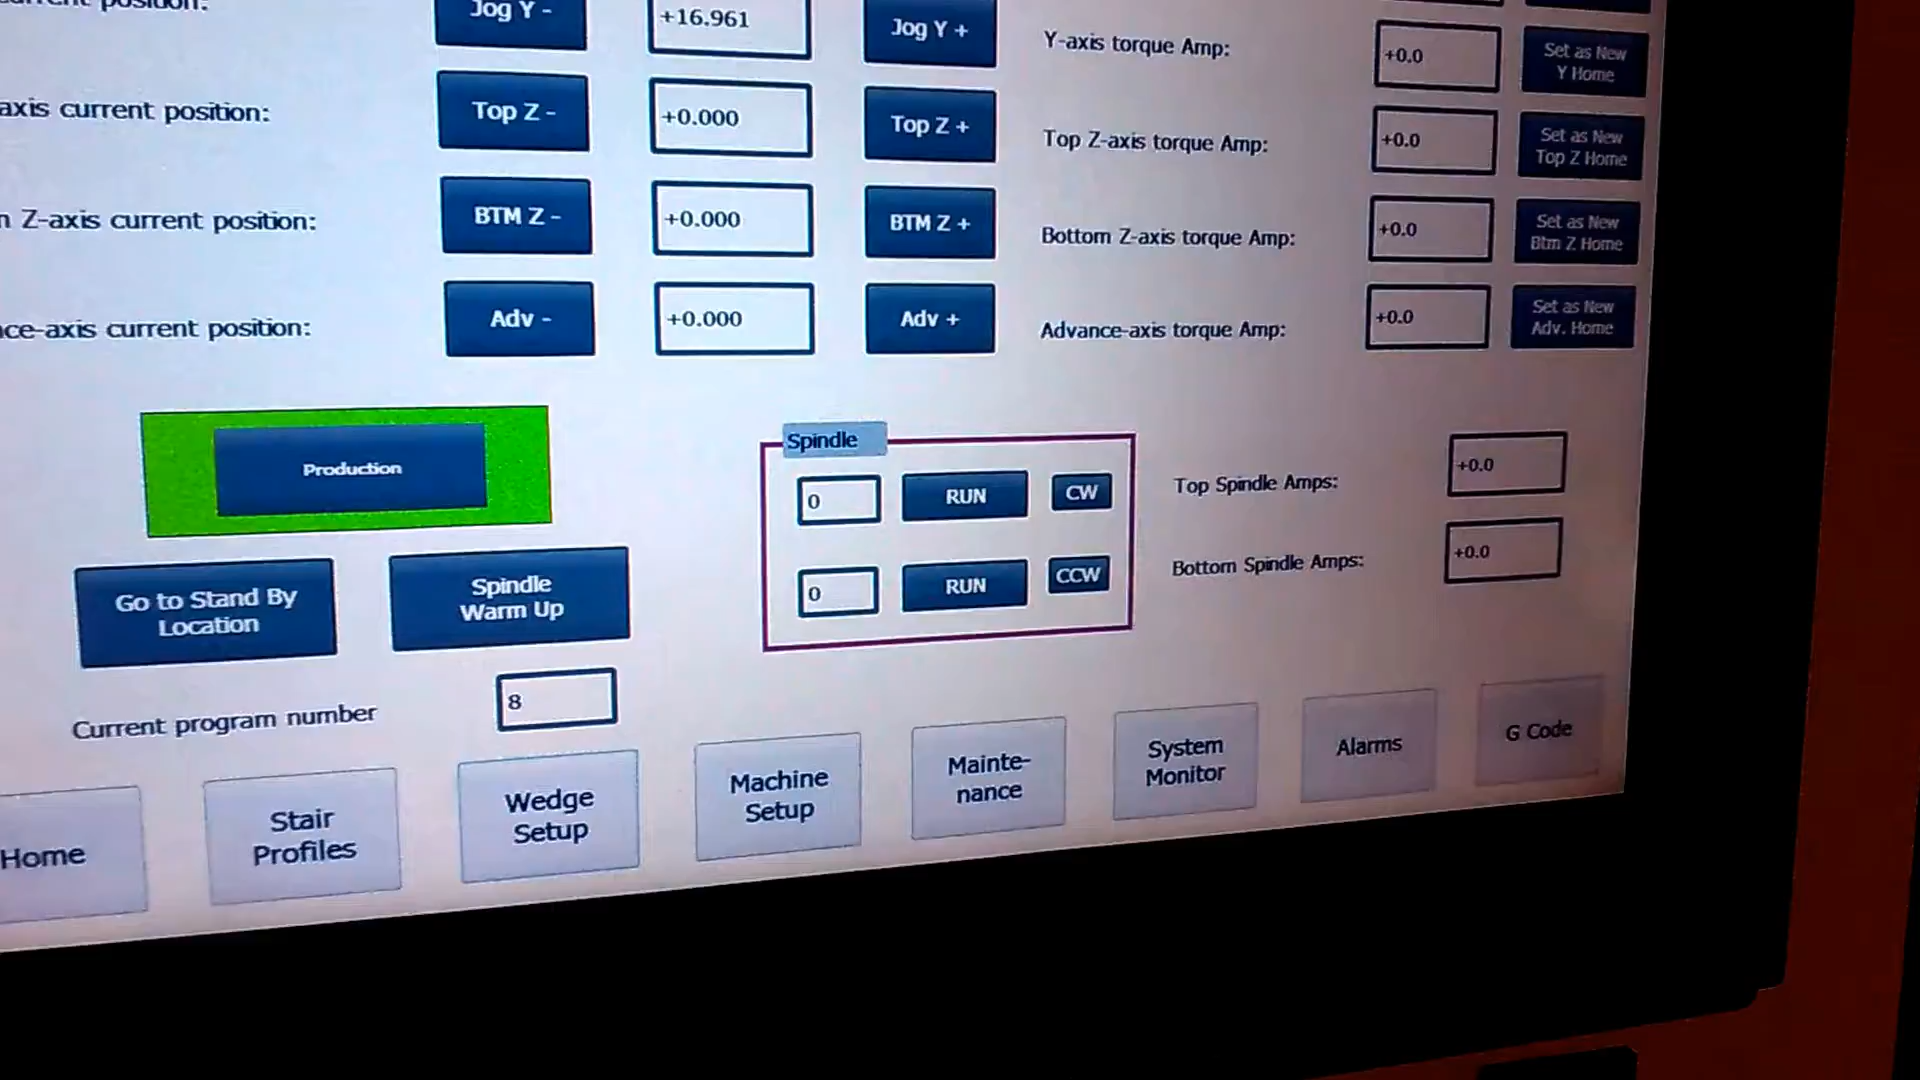 position:
Jog Y -
+16.961
Jog Y +
Y-axis torque Amp:
+0.0
Set as New
Y Home
axis current position:
Top Z -
+0.000
Top Z +
Top Z-axis torque Amp:
+0.0
Set as New
Top Z Home
Z-axis current position:
BTM Z -
+0.000
BTM Z +
Bottom Z-axis torque Amp:
+0.0
Set as New
Btm Z Home
ce-axis current position:
Adv -
+0.000
Adv +
Advance-axis torque Amp:
+0.0
Set as New
Adv. Home
Production
Spindle
0
RUN
CW
Top Spindle Amps:
+0.0
0
RUN
CCW
Bottom Spindle Amps:
+0.0
Go to Stand By
Location
Spindle
Warm Up
Current program number
8
Home
Stair
Profiles
Wedge
Setup
Machine
Setup
Mainte-
nance
System
Monitor
Alarms
G Code